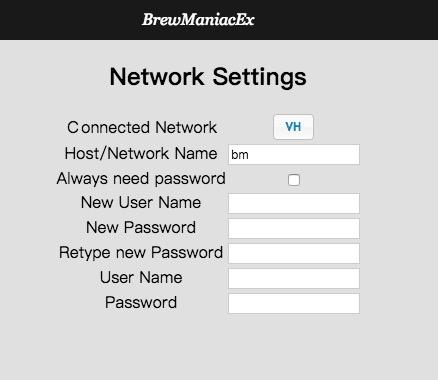 BrewManiacEx
Network Settings
Connected Network VH
Host/Network Name bm
Always need password
New User Name
New Password
Retype new Password
User Name
Password